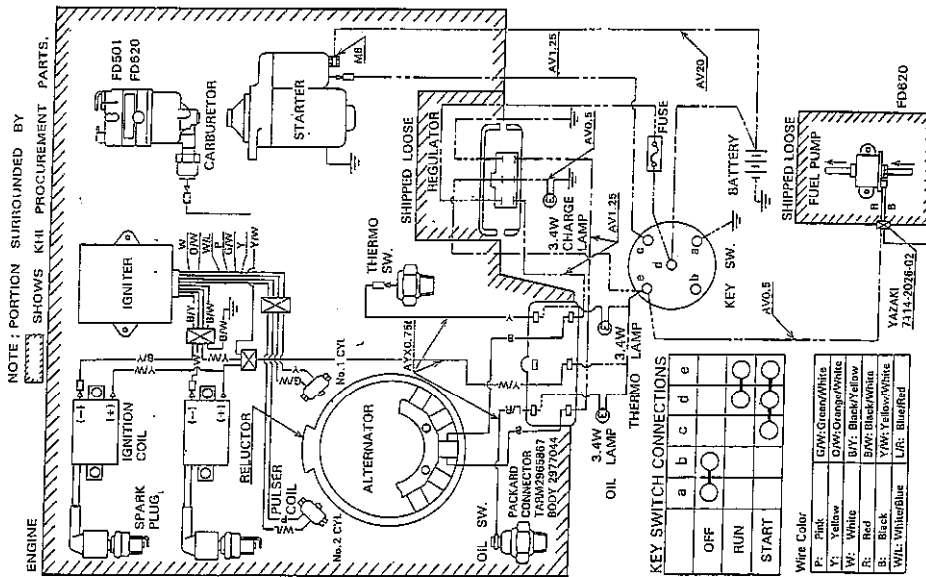 NOTE: PORTION SURROUNDED BY
SHOWS KHI PROCUREMENT PARTS.
ENGINE
FD501
FD620
CARBURETOR
STARTER
M8
IGNITER
W
O/W
W/L
P
G/W
Y
Y/W
B/Y
B/Y
B/W
B/W
THERMO
SW.
SHIPPED LOOSE
REGULATOR
AV1.25
AV20
FUSE
AV0.5
3.4W
CHARGE
LAMP
E
AV1.25
BATTERY
SHIPPED LOOSE
FUEL PUMP
R
B
FD620
YAZAKI
7114-2026-02
KEY SW.
a
b
c
d
e
AV0.5
(-)
(+)
IGNITION
COIL
B/Y
Y/W
W
(-)
(+)
SPARK
PLUG
RELUCTOR
PULSER
COIL
No.1 CYL
No.2 CYL
G/W
Y
W/L
P
ALTERNATOR
Y/W
Y
B
L/R
B
OIL
SW.
PACKARD
CONNECTOR
TARM2965867
BODY 2977044
3.4W
LAMP
THERMO
E
3.4W
OIL LAMP
E
KEY SWITCH CONNECTIONS
a b c d e
OFF
RUN
START
Wire Color
P: Pink G/W: Green/White
Y: Yellow O/W: Orange/White
W: White B/Y: Black/Yellow
R: Red B/W: Black/White
B: Black Y/W: Yellow/White
W/L: White/Blue L/R: Blue/Red